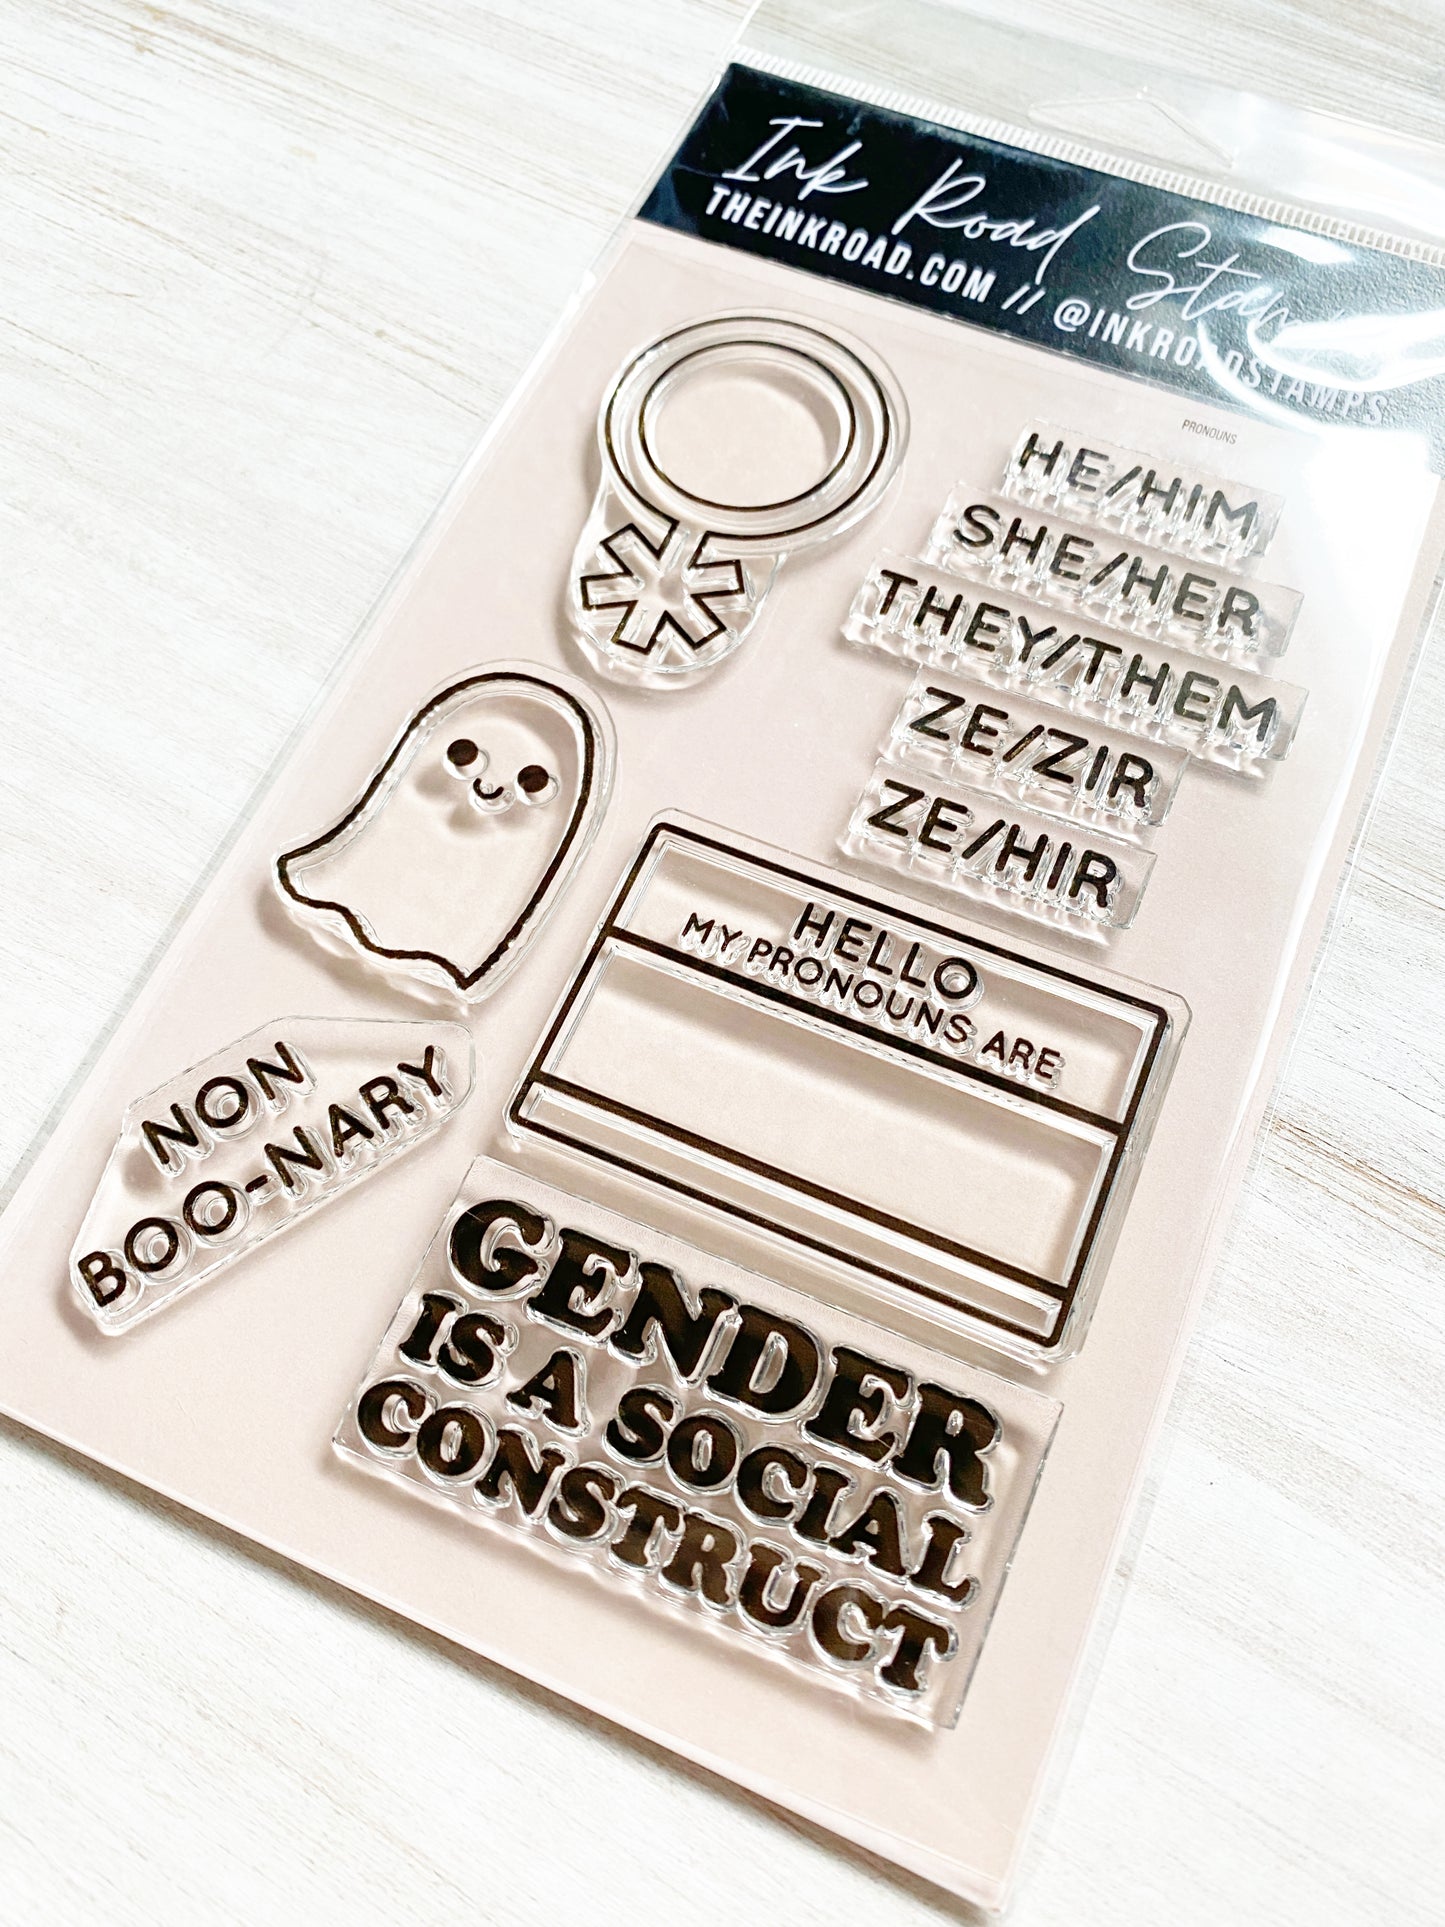 Ink Road Stamps
THEINKROAD.COM // @INKROADSTAMPS
PRONOUNS
HE/HIM
SHE/HER
THEY/THEM
ZE/ZIR
ZE/HIR
HELLO
MY PRONOUNS ARE
NON
BOO-NARY
GENDER
IS A SOCIAL
CONSTRUCT